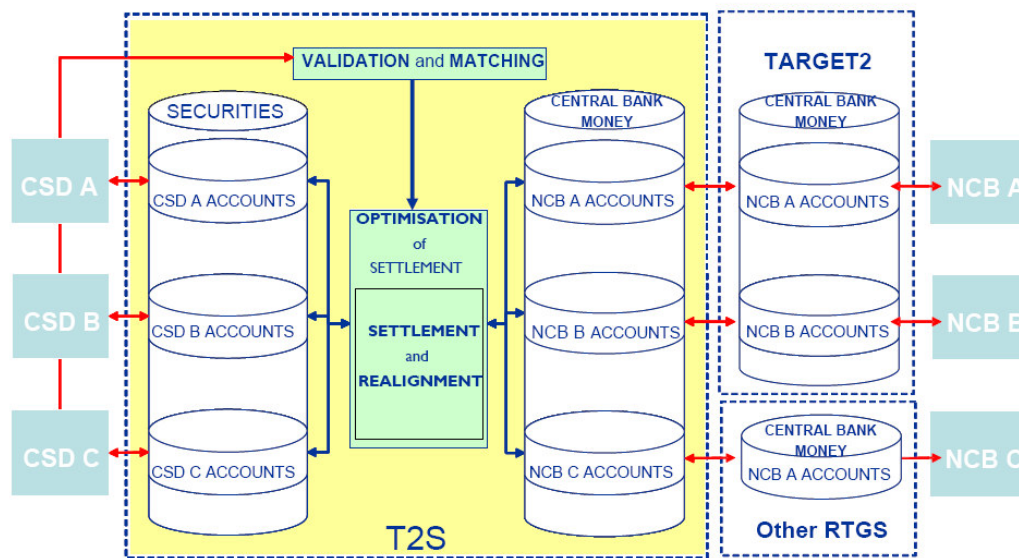 VALIDATION and MATCHING
TARGET2
SECURITIES
CENTRAL BANK
MONEY
CENTRAL BANK
MONEY
CSD A
CSD A ACCOUNTS
NCB A ACCOUNTS
NCB A ACCOUNTS
NCB A
OPTIMISATION
of
SETTLEMENT
CSD B
CSD B ACCOUNTS
SETTLEMENT
and
REALIGNMENT
NCB B ACCOUNTS
NCB B ACCOUNTS
NCB B
CSD C
CSD C ACCOUNTS
NCB C ACCOUNTS
CENTRAL BANK
MONEY
NCB A ACCOUNTS
NCB C
T2S
Other RTGS